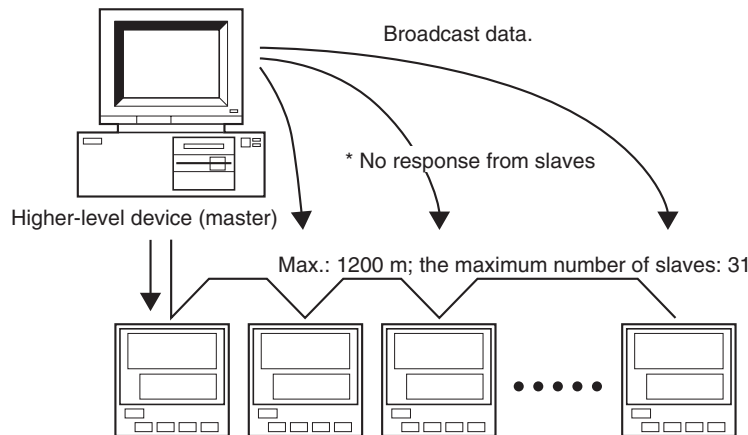 Broadcast data.
* No response from slaves
Higher-level device (master)
Max.: 1200 m; the maximum number of slaves: 31